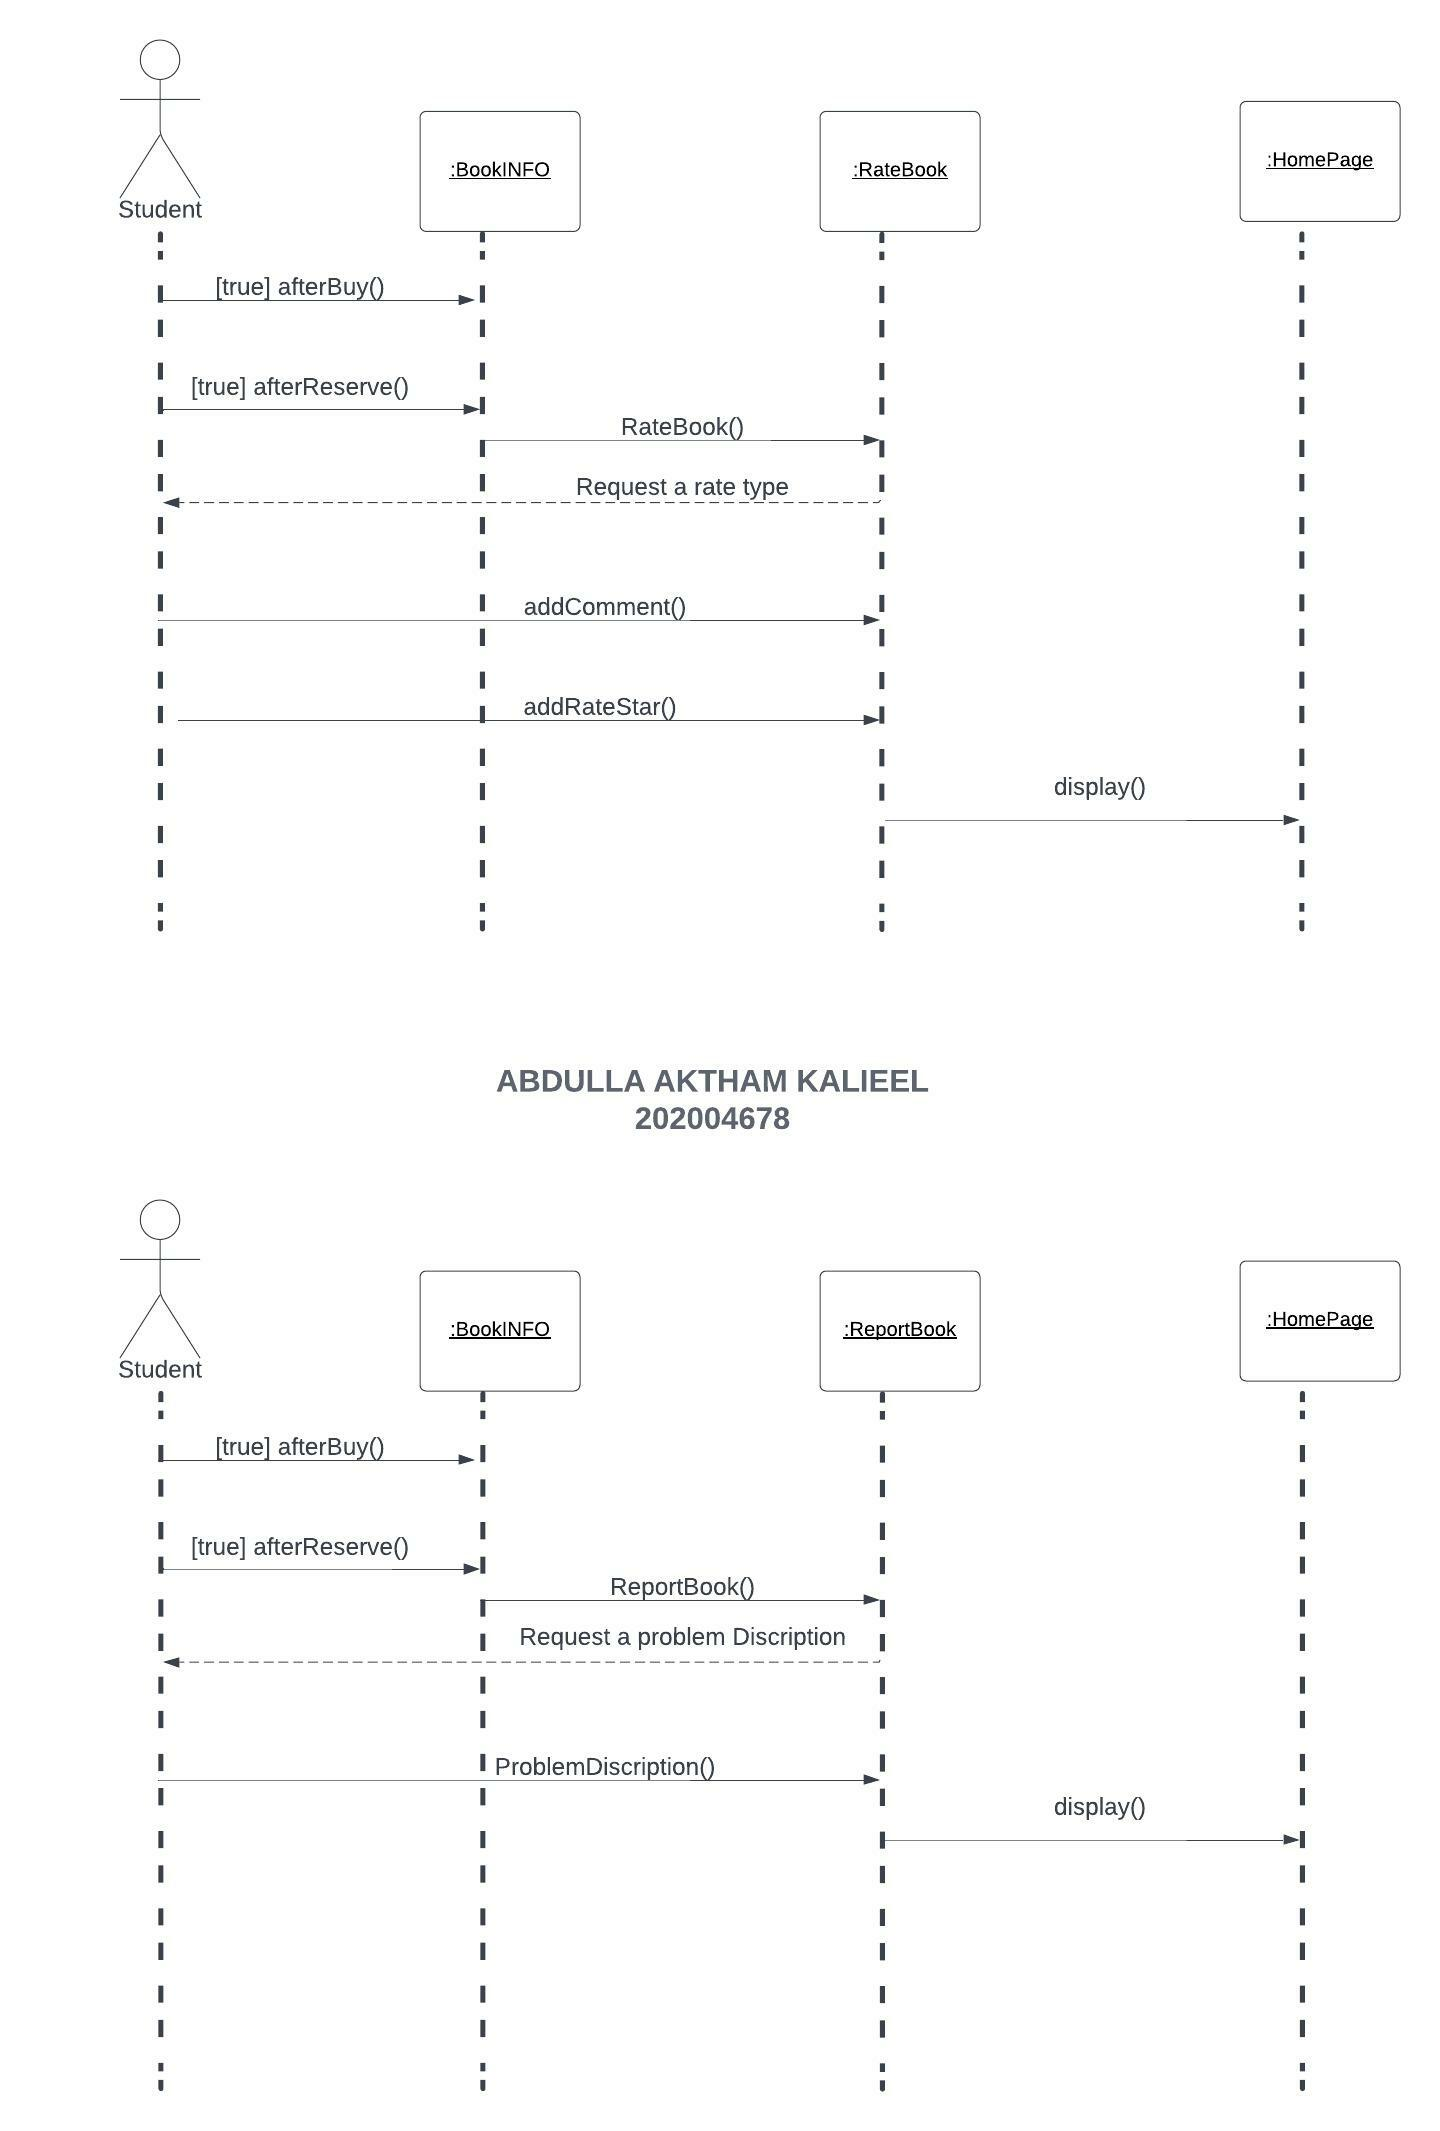 Student
:BookINFO
:RateBook
:HomePage
[true] afterBuy()
[true] afterReserve()
RateBook()
Request a rate type
addComment()
addRateStar()
display()
ABDULLA AKTHAM KALIEEL
202004678
Student
:BookINFO
:ReportBook
:HomePage
[true] afterBuy()
[true] afterReserve()
ReportBook()
Request a problem Discription
ProblemDiscription()
display()